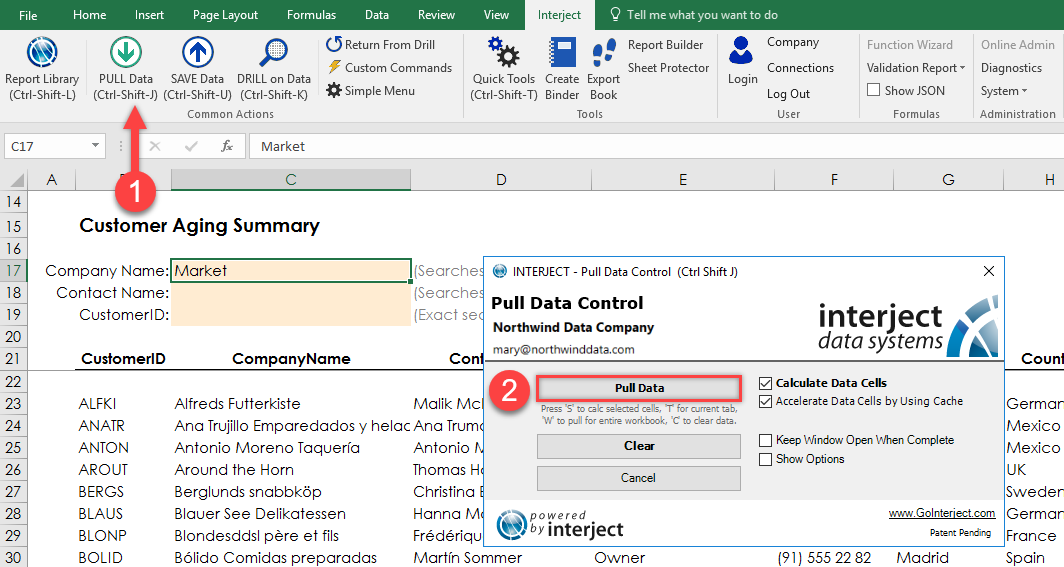 File Home Insert Page Layout Formulas Data Review View Interject Tell me what you want to do
Report Library (Ctrl-Shift-L)
PULL Data (Ctrl-Shift-J)
SAVE Data (Ctrl-Shift-U)
DRILL on Data (Ctrl-Shift-K)
Return From Drill
Custom Commands
Simple Menu
Common Actions
Quick Tools (Ctrl-Shift-T)
Create Binder
Export Book
Report Builder
Sheet Protector
Tools
Login
Company
Connections
Log Out
User
Function Wizard
Validation Report
Show JSON
Formulas
Online Admin
Diagnostics
System
Administration
1
C17 fx Market
A C D E F G H
14
15 Customer Aging Summary
16
17 Company Name: Market (Searches
18 Contact Name: (Searches
19 CustomerID: (Exact sea
20
21 CustomerID CompanyName Cont Count
22
23 ALFKI Alfreds Futterkiste Malik Mcl German
24 ANATR Ana Trujillo Emparedados y helac Ana Trum Mexico
25 ANTON Antonio Moreno Taquería Antonio M Mexico
26 AROUT Around the Horn Thomas Ha UK
27 BERGS Berglunds snabbköp Christina B Sweden
28 BLAUS Blauer See Delikatessen Hanna Mo German
29 BLONP Blondesddsl père et fils Frédérique France
30 BOLID Bólido Comidas preparadas Martín Sommer Owner (91) 555 22 82 Madrid Spain
INTERJECT - Pull Data Control (Ctrl Shift J)
Pull Data Control
Northwind Data Company
mary@northwinddata.com
interject
data systems
2
Pull Data
Press 'S' to calc selected cells, 'T' for current tab,
'W' to pull for entire workbook, 'C' to clear data.
Clear
Cancel
Calculate Data Cells
Accelerate Data Cells by Using Cache
Keep Window Open When Complete
Show Options
powered
by interject
www.GoInterject.com
Patent Pending